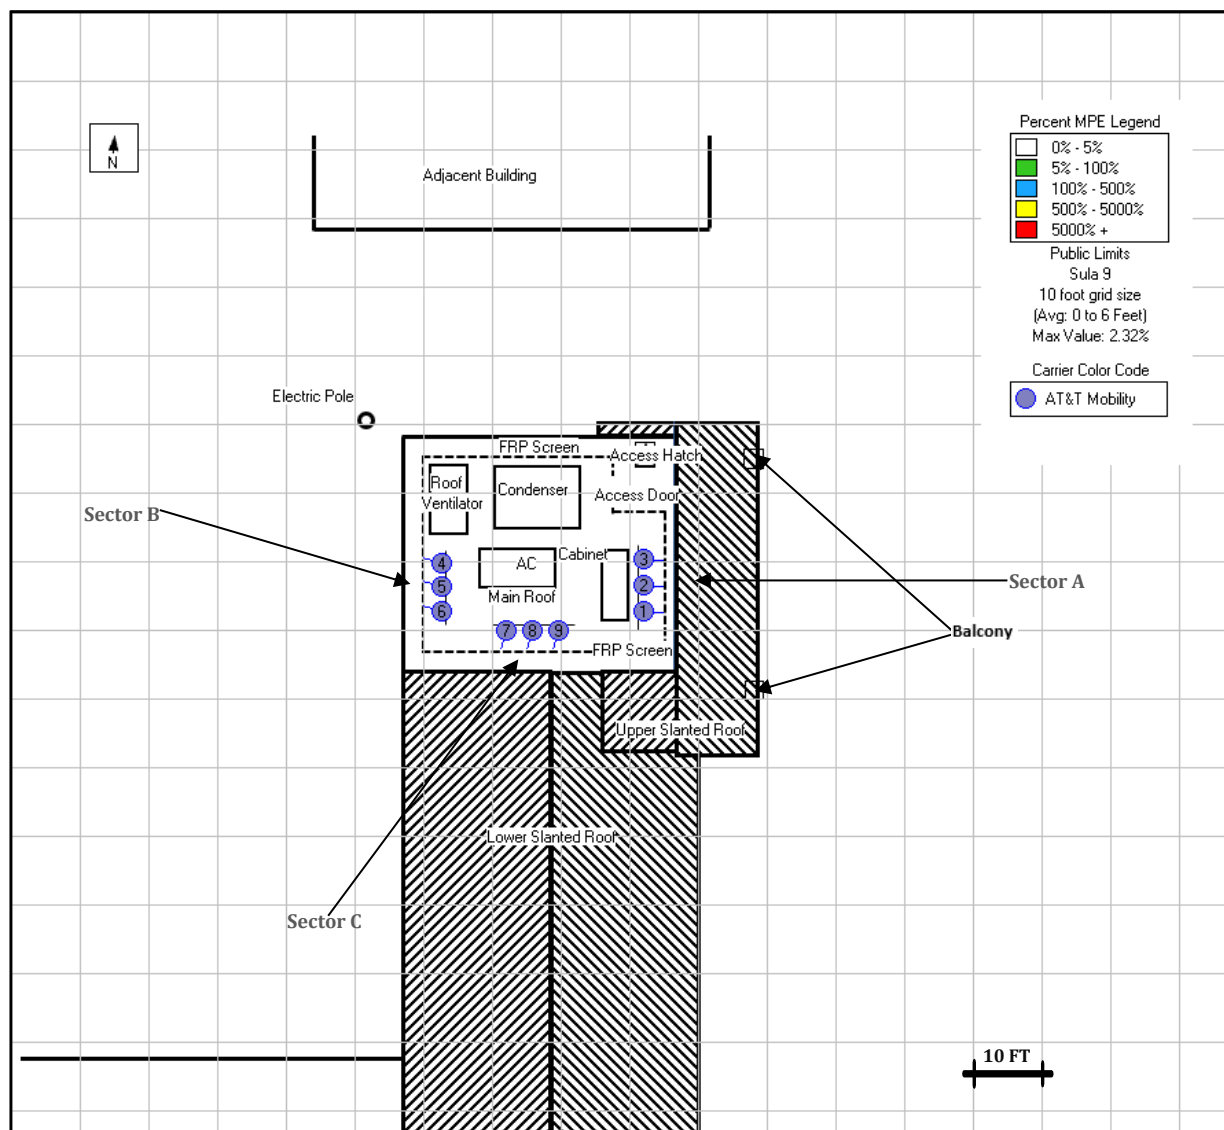 N
Adjacent Building
Percent MPE Legend
0% - 5%
5% - 100%
100% - 500%
500% - 5000%
5000% +
Public Limits
Sula 9
10 foot grid size
(Avg: 0 to 6 Feet)
Max Value: 2.32%
Carrier Color Code
AT&T Mobility
Electric Pole
FRP Screen
Access Hatch
Roof
Ventilator
Condenser
Access Door
Sector B
Cabinet
AC
Main Roof
4
5
6
3
2
1
7 8 9
Sector A
Balcony
FRP Screen
Upper Slanted Roof
Lower Slanted Roof
Sector C
10 FT